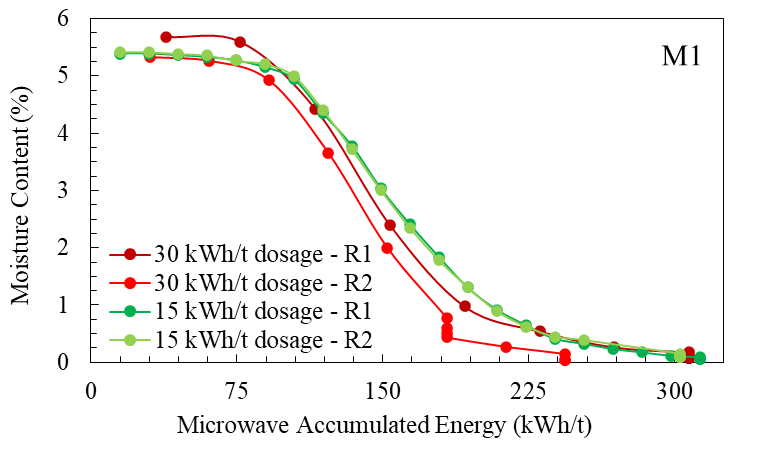 M1
6
5
4
3
2
1
0
Moisture Content (%)
30 kWh/t dosage - R1
30 kWh/t dosage - R2
15 kWh/t dosage - R1
15 kWh/t dosage - R2
0 75 150 225 300
Microwave Accumulated Energy (kWh/t)